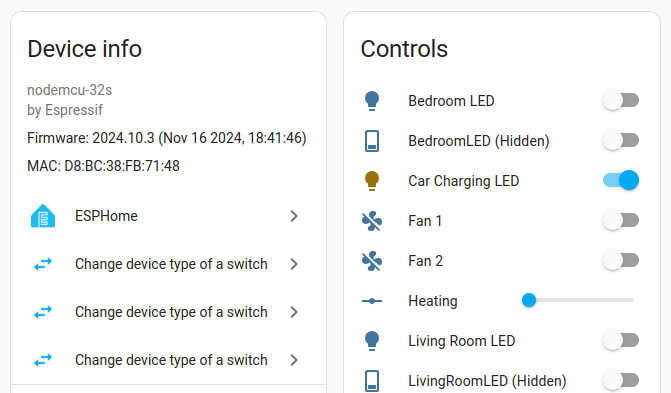 Device info
nodemcu-32s
by Espressif
Firmware: 2024.10.3 (Nov 16 2024, 18:41:46)
MAC: D8:BC:38:FB:71:48
ESPHome
Change device type of a switch
Change device type of a switch
Change device type of a switch
Controls
Bedroom LED
BedroomLED (Hidden)
Car Charging LED
Fan 1
Fan 2
Heating
Living Room LED
LivingRoomLED (Hidden)